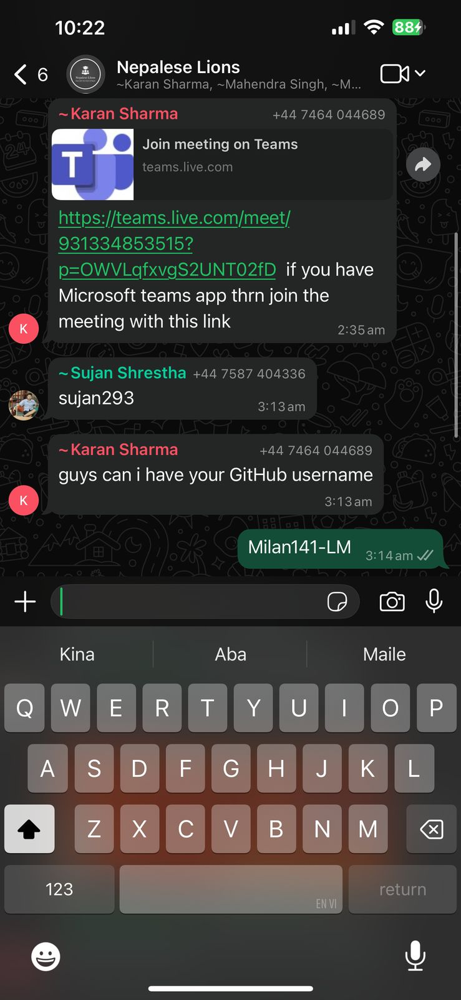 10:22
88
6
Nepalese Lions
~Karan Sharma, ~Mahendra Singh, ~M...
~Karan Sharma +44 7464 044689
T
Join meeting on Teams
teams.live.com
https://teams.live.com/meet/
931334853515?
p=OWVLqfxvgS2UNT02fD if you have
Microsoft teams app thrn join the
meeting with this link
2:35 am
K
~Sujan Shrestha +44 7587 404336
sujan293
3:13 am
~Karan Sharma +44 7464 044689
guys can i have your GitHub username
K
3:13 am
Milan141-LM 3:14 am
Kina Aba Maile
Q W E R T Y U I O P
A S D F G H J K L
Z X C V B N M
123 EN VI return